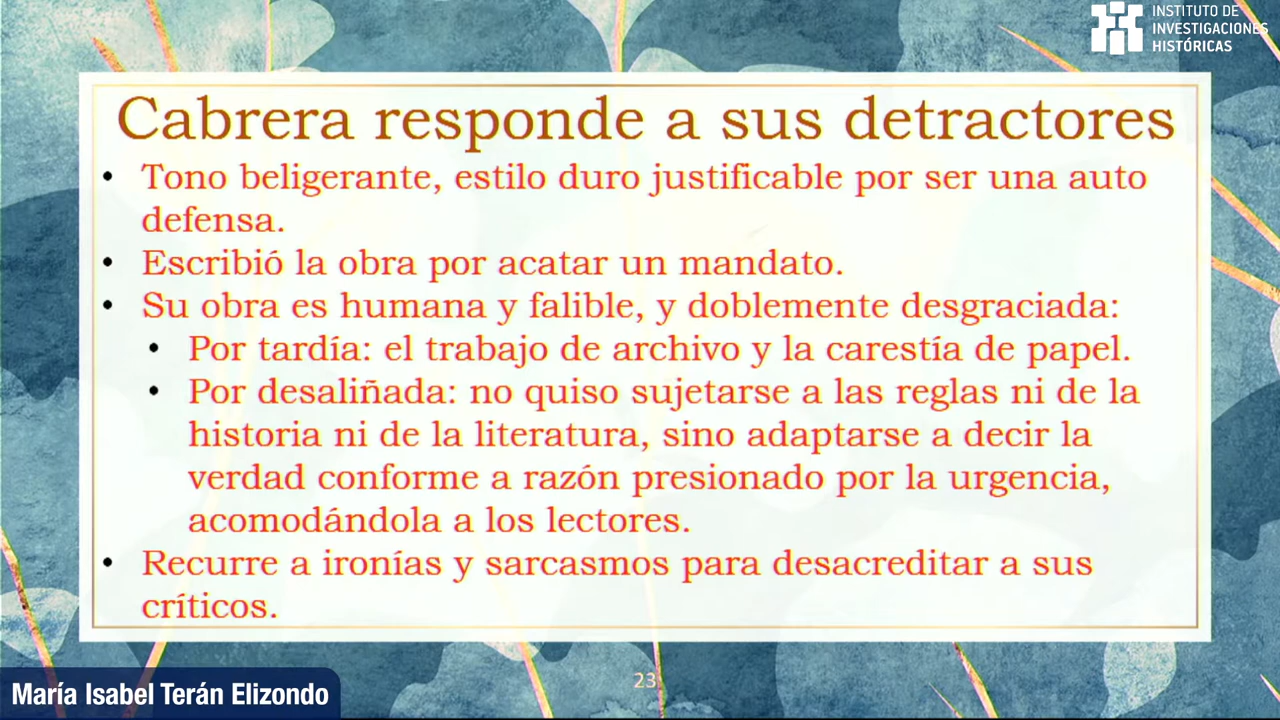 INSTITUTO DE
INVESTIGACIONES
HISTÓRICAS
Cabrera responde a sus detractores
• Tono beligerante, estilo duro justificable por ser una auto
defensa.
• Escribió la obra por acatar un mandato.
• Su obra es humana y falible, y doblemente desgraciada:
• Por tardía: el trabajo de archivo y la carestía de papel.
• Por desaliñada: no quiso sujetarse a las reglas ni de la
historia ni de la literatura, sino adaptarse a decir la
verdad conforme a razón presionado por la urgencia,
acomodándola a los lectores.
• Recurre a ironías y sarcasmos para desacreditar a sus
críticos.
23
María Isabel Terán Elizondo